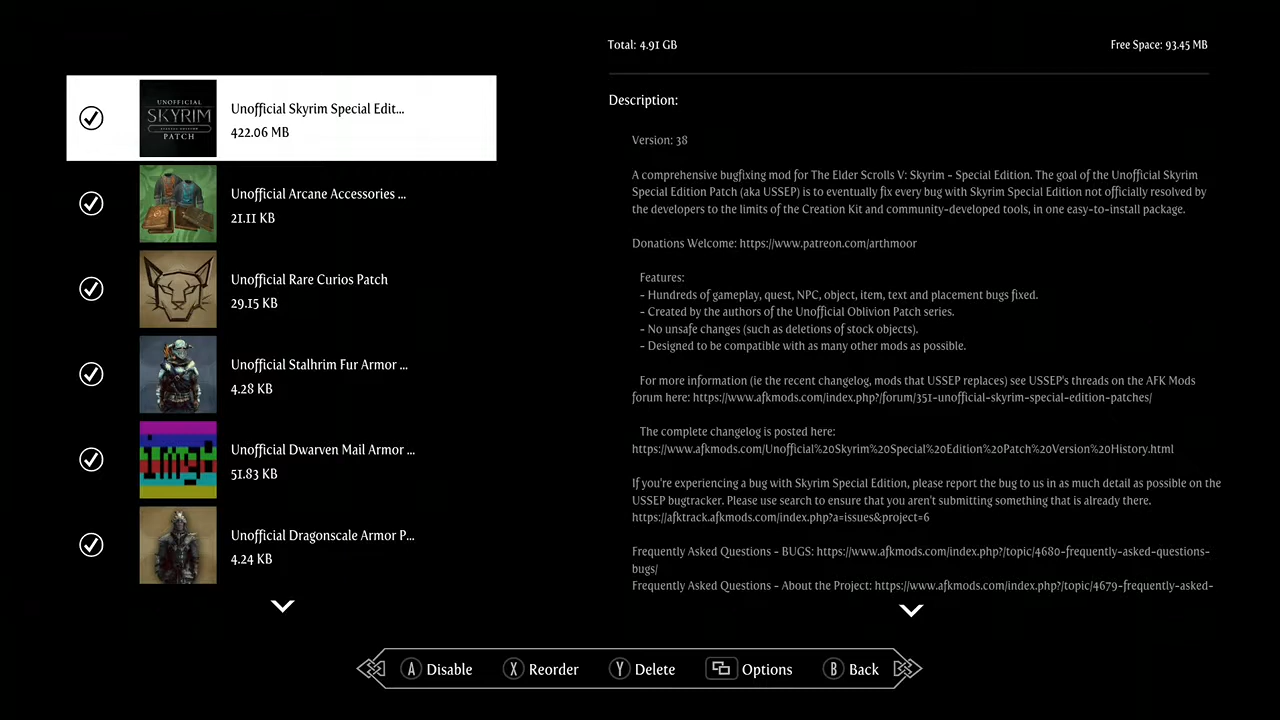 Total: 4.91 GB
Free Space: 93.45 MB
UNOFFICIAL
SKYRIM
SPECIAL EDITION
PATCH
Unofficial Skyrim Special Edit...
422.06 MB
Unofficial Arcane Accessories ...
21.11 KB
Unofficial Rare Curios Patch
29.15 KB
Unofficial Stalhrim Fur Armor ...
4.28 KB
Unofficial Dwarven Mail Armor ...
51.83 KB
Unofficial Dragonscale Armor P...
4.24 KB
Description:
Version: 38
A comprehensive bugfixing mod for The Elder Scrolls V: Skyrim - Special Edition. The goal of the Unofficial Skyrim
Special Edition Patch (aka USSEP) is to eventually fix every bug with Skyrim Special Edition not officially resolved by
the developers to the limits of the Creation Kit and community-developed tools, in one easy-to-install package.
Donations Welcome: https://www.patreon.com/arthmoor
Features:
- Hundreds of gameplay, quest, NPC, object, item, text and placement bugs fixed.
- Created by the authors of the Unofficial Oblivion Patch series.
- No unsafe changes (such as deletions of stock objects).
- Designed to be compatible with as many other mods as possible.
For more information (ie the recent changelog, mods that USSEP replaces) see USSEP's threads on the AFK Mods
forum here: https://www.afkmods.com/index.php?/forum/351-unofficial-skyrim-special-edition-patches/
The complete changelog is posted here:
https://www.afkmods.com/Unofficial%20Skyrim%20Special%20Edition%20Patch%20Version%20History.html
If you're experiencing a bug with Skyrim Special Edition, please report the bug to us in as much detail as possible on the
USSEP bugtracker. Please use search to ensure that you aren't submitting something that is already there.
https://afktrack.afkmods.com/index.php?a=issues&project=6
Frequently Asked Questions - BUGS: https://www.afkmods.com/index.php?/topic/4680-frequently-asked-questions-
bugs/
Frequently Asked Questions - About the Project: https://www.afkmods.com/index.php?/topic/4679-frequently-asked-
A Disable
X Reorder
Y Delete
Options
B Back